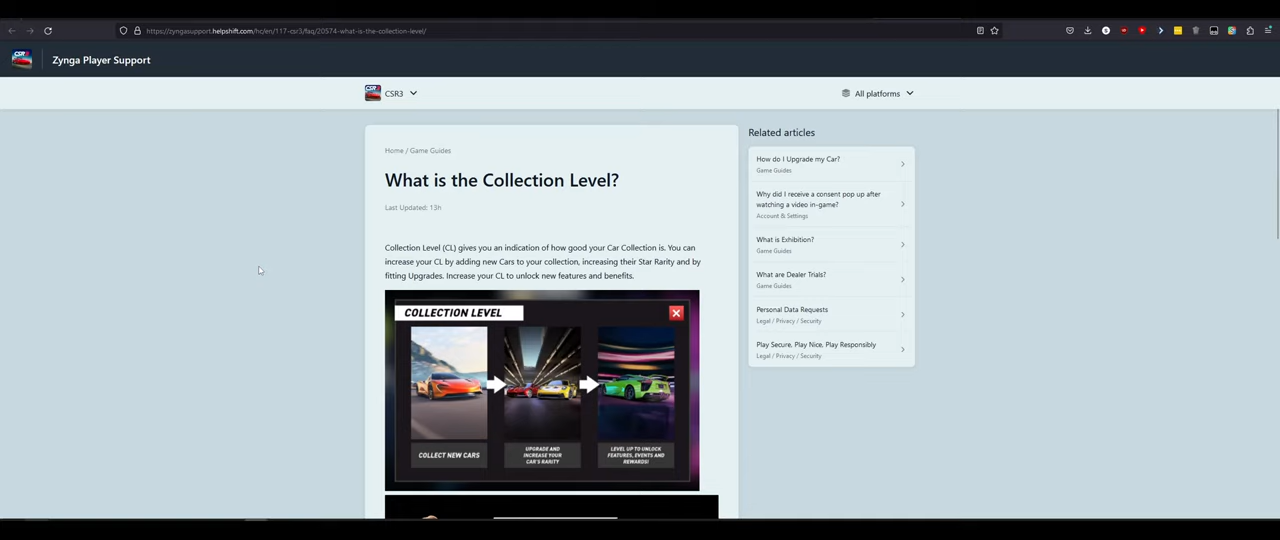 https://zyngasupport.helpshift.com/hc/en/117-csr3/faq/20574-what-is-the-collection-level/
Zynga Player Support
CSR3
All platforms
Home / Game Guides
What is the Collection Level?
Last Updated: 13h
Collection Level (CL) gives you an indication of how good your Car Collection is. You can
increase your CL by adding new Cars to your collection, increasing their Star Rarity and by
fitting Upgrades. Increase your CL to unlock new features and benefits.
COLLECTION LEVEL
COLLECT NEW CARS
UPGRADE AND
INCREASE YOUR
CAR'S RARITY
LEVEL UP TO UNLOCK
FEATURES, EVENTS AND
REWARDS!
Related articles
How do I Upgrade my Car?
Game Guides
Why did I receive a consent pop up after
watching a video in-game?
Account & Settings
What is Exhibition?
Game Guides
What are Dealer Trials?
Game Guides
Personal Data Requests
Legal / Privacy / Security
Play Secure, Play Nice, Play Responsibly
Legal / Privacy / Security